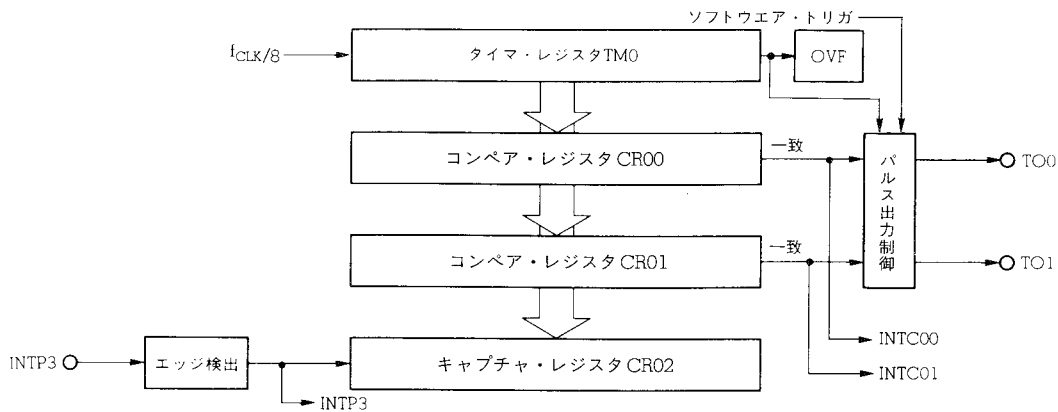 ソフトウエア・トリガ
fCLK/8
タイマ・レジスタTM0
OVF
コンペア・レジスタCR00
一致
パルス出力制御
TO0
コンペア・レジスタCR01
一致
TO1
INTC00
INTP3
エッジ検出
キャプチャ・レジスタCR02
INTC01
INTP3